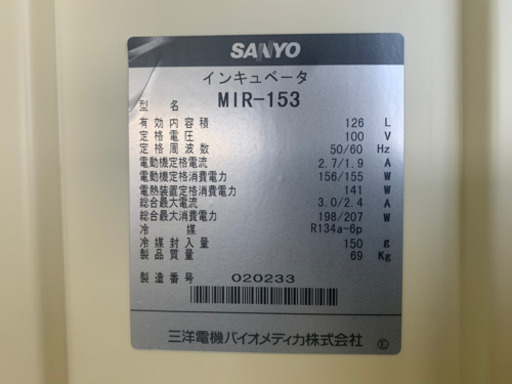 SANYO
インキュベータ
型 名 MIR-153
有効内容積 126 L
定格電圧 100 V
定格周波数 50/60 Hz
電動機定格電流 2.7/1.9 A
電動機定格消費電力 156/155 W
電熱装置定格消費電力 141 W
総合最大電流 3.0/2.4 A
総合最大消費電力 198/207 W
冷 媒 R134a-6p
冷媒封入量 150 g
製品質量 69 Kg
製造番号 020233
三洋電機バイオメディカ株式会社 Ⓔ